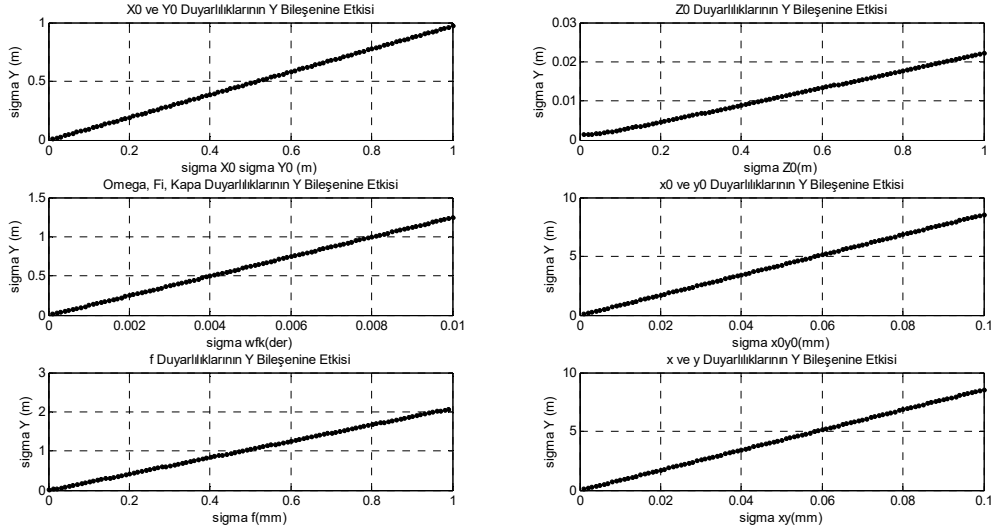 X0 ve Y0 Duyarlılıklarının Y Bileşenine Etkisi
1
0.5
0
sigma Y (m)
0 0.2 0.4 0.6 0.8 1
sigma X0 sigma Y0 (m)
Z0 Duyarlılıklarının Y Bileşenine Etkisi
0.03
0.02
0.01
0
sigma Y (m)
0 0.2 0.4 0.6 0.8 1
sigma Z0(m)
Omega, Fi, Kapa Duyarlılıklarının Y Bileşenine Etkisi
1.5
1
0.5
0
sigma Y (m)
0 0.002 0.004 0.006 0.008 0.01
sigma wfk(der)
x0 ve y0 Duyarlılıklarının Y Bileşenine Etkisi
10
5
0
sigma Y (m)
0 0.02 0.04 0.06 0.08 0.1
sigma x0y0(mm)
f Duyarlılıklarının Y Bileşenine Etkisi
3
2
1
0
sigma Y (m)
0 0.2 0.4 0.6 0.8 1
sigma f(mm)
x ve y Duyarlılıklarının Y Bileşenine Etkisi
10
5
0
sigma Y (m)
0 0.02 0.04 0.06 0.08 0.1
sigma xy(mm)